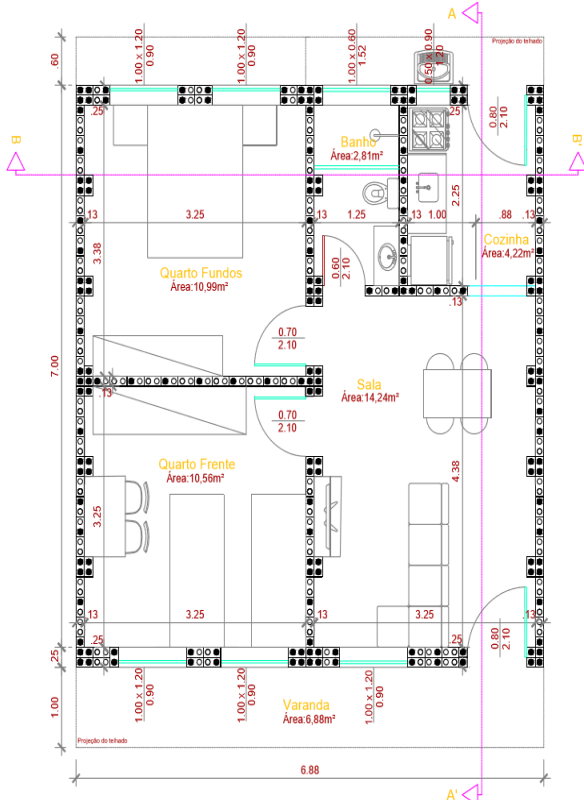 A
Projeção do telhado
.60
1.00 x 1.20
0.90
1.00 x 1.20
0.90
1.00 x 0.60
1.52
0.50 x 0.90
1.20
.25
.25
0.80
2.10
B
B'
Banho
Área:2,81m²
2.25
.13
3.25
.13
1.25
.13
1.00
.88
.13
Cozinha
Área:4,22m²
3.38
Quarto Fundos
Área:10,99m²
0.60
2.10
.13
0.70
2.10
7.00
Sala
Área:14,24m²
.13
0.70
2.10
Quarto Frente
Área:10,56m²
4.38
3.25
.13
3.25
.13
3.25
.13
.25
.25
0.80
2.10
.25
1.00 x 1.20
0.90
1.00 x 1.20
0.90
1.00 x 1.20
0.90
1.00
Varanda
Área:6,88m²
Projeção do telhado
6.88
A'